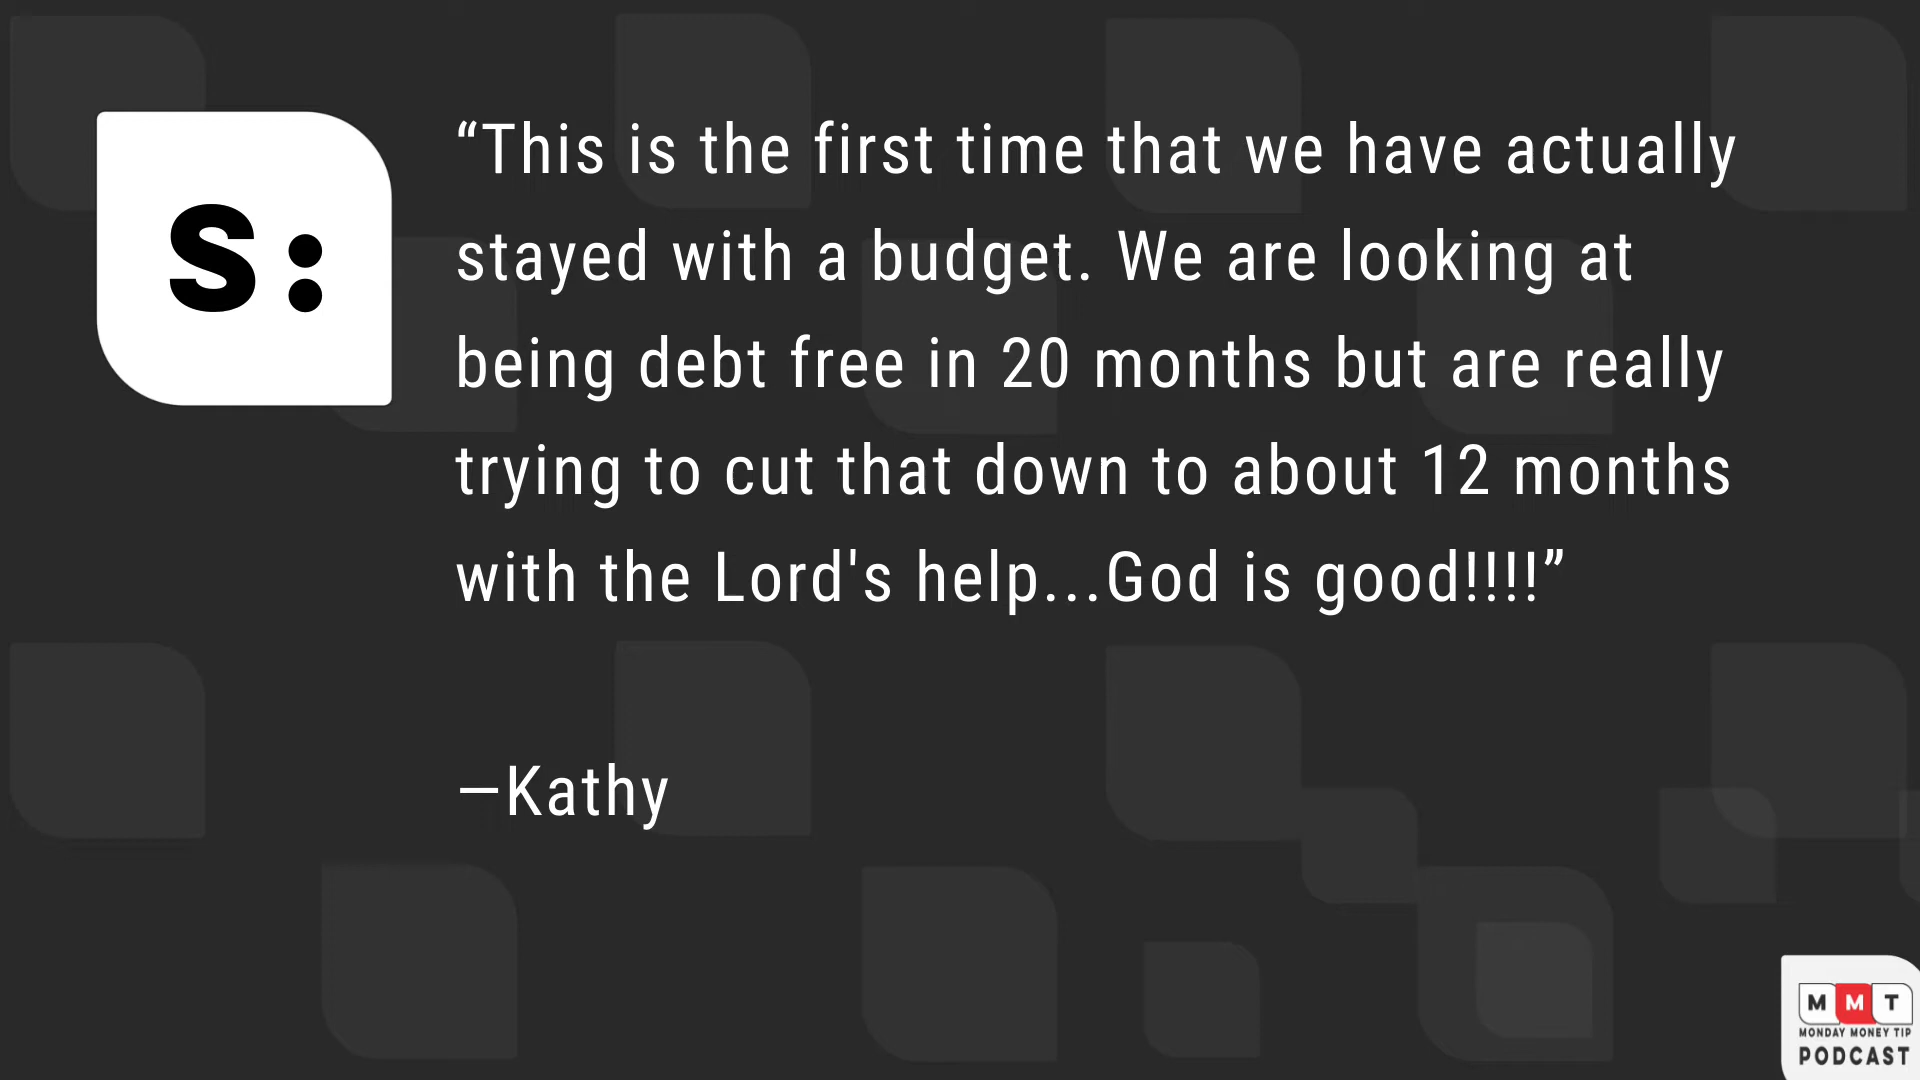 S:
“This is the first time that we have actually
stayed with a budget. We are looking at
being debt free in 20 months but are really
trying to cut that down to about 12 months
with the Lord's help...God is good!!!!”
—Kathy
M M T
MONDAY MONEY TIP
PODCAST